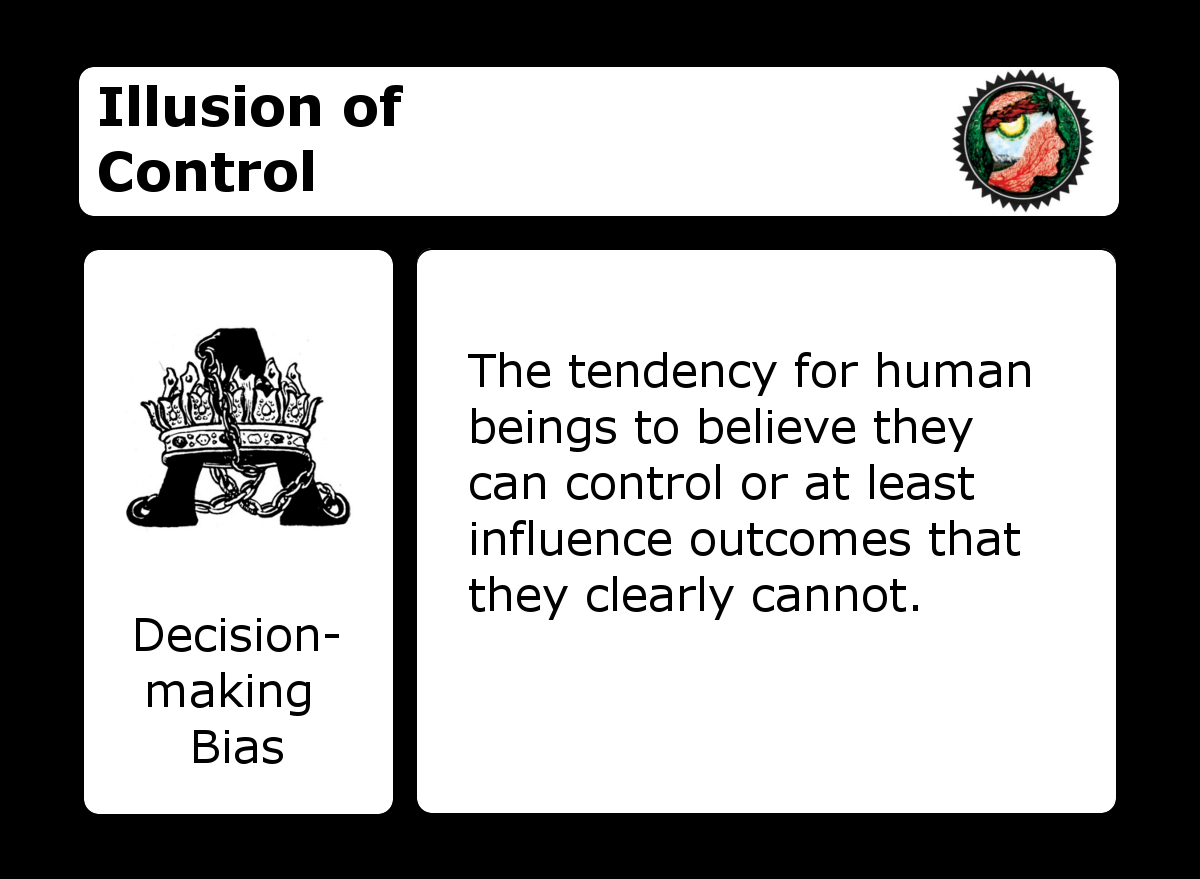 Illusion of
Control
Decision-
making
Bias
The tendency for human
beings to believe they
can control or at least
influence outcomes that
they clearly cannot.